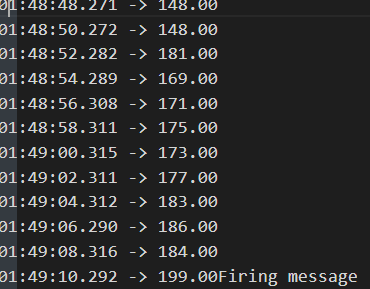 01:48:48.271 -> 148.00
01:48:50.272 -> 148.00
01:48:52.282 -> 181.00
01:48:54.289 -> 169.00
01:48:56.308 -> 171.00
01:48:58.311 -> 175.00
01:49:00.315 -> 173.00
01:49:02.311 -> 177.00
01:49:04.312 -> 183.00
01:49:06.290 -> 186.00
01:49:08.316 -> 184.00
01:49:10.292 -> 199.00Firing message